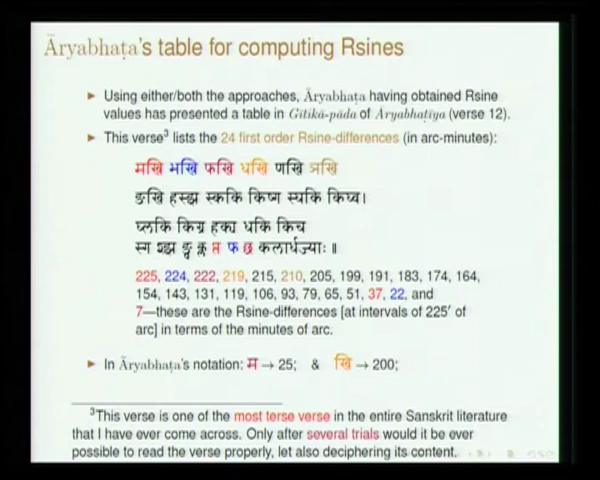 Āryabhaṭa's table for computing Rsines
► Using either/both the approaches, Āryabhaṭa having obtained Rsine
values has presented a table in Gītikā-pāda of Āryabhaṭīya (verse 12).
► This verse³ lists the 24 first order Rsine-differences (in arc-minutes):
मखि भखि फखि धखि णखि ञखि
ङखि हस्झ स्ककि किष्ग स्घकि किघ्व।
घ्लकि किग्र हक्य धकि किच
स्ग श्झ ङ्व क्ल प्त फ छ कलार्धज्याः ॥
225, 224, 222, 219, 215, 210, 205, 199, 191, 183, 174, 164,
154, 143, 131, 119, 106, 93, 79, 65, 51, 37, 22, and
7—these are the Rsine-differences [at intervals of 225′ of
arc] in terms of the minutes of arc.
► In Āryabhaṭa's notation: म → 25; & खि → 200;
³This verse is one of the most terse verse in the entire Sanskrit literature
that I have ever come across. Only after several trials would it be ever
possible to read the verse properly, let also deciphering its content.